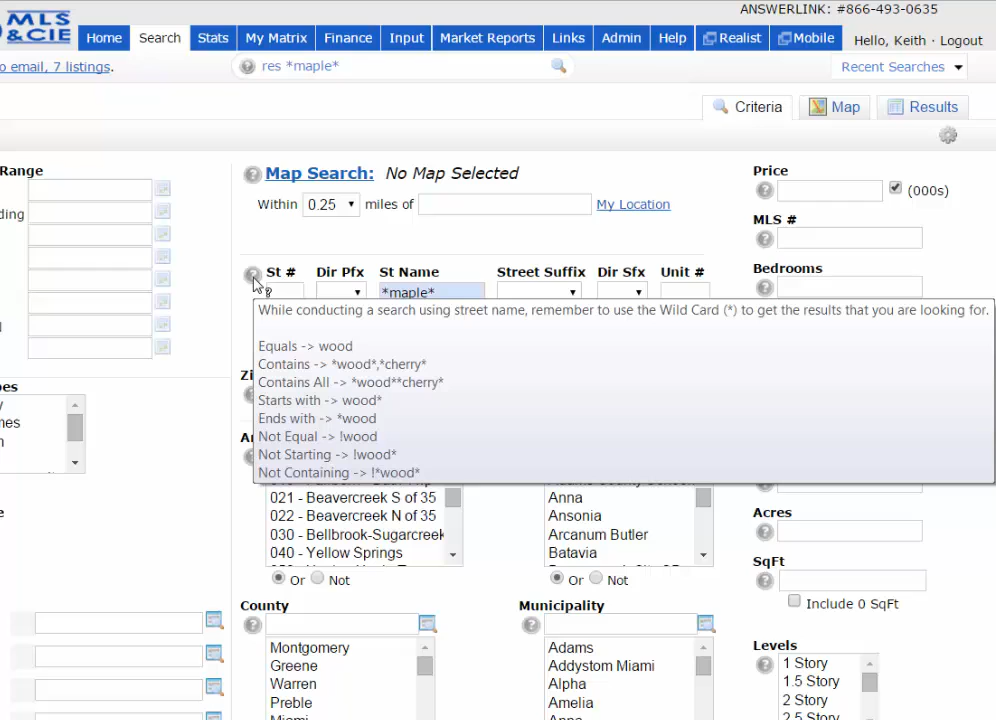 ANSWERLINK: #866-493-0635
MLS
& CIE
Home Search Stats My Matrix Finance Input Market Reports Links Admin Help Realist Mobile
Hello, Keith · Logout
o email, 7 listings.
res *maple*
Recent Searches
Criteria Map Results
Range
Map Search: No Map Selected
Price
(000s)
ding
Within 0.25 miles of My Location
MLS #
St # Dir Pfx St Name Street Suffix Dir Sfx Unit #
Bedrooms
*maple*
While conducting a search using street name, remember to use the Wild Card (*) to get the results that you are looking for.
Equals -> wood
Contains -> *wood*,*cherry*
Contains All -> *wood**cherry*
Starts with -> wood*
Ends with -> *wood
Not Equal -> !wood
Not Starting -> !wood*
Not Containing -> !*wood*
021 - Beavercreek S of 35
022 - Beavercreek N of 35
030 - Bellbrook-Sugarcreek
040 - Yellow Springs
Or Not
Anna
Ansonia
Arcanum Butler
Batavia
Or Not
Acres
SqFt
Include 0 SqFt
County
Montgomery
Greene
Warren
Preble
Miami
Municipality
Adams
Addystom Miami
Alpha
Amelia
Anna
Levels
1 Story
1.5 Story
2 Story
2.5 Story